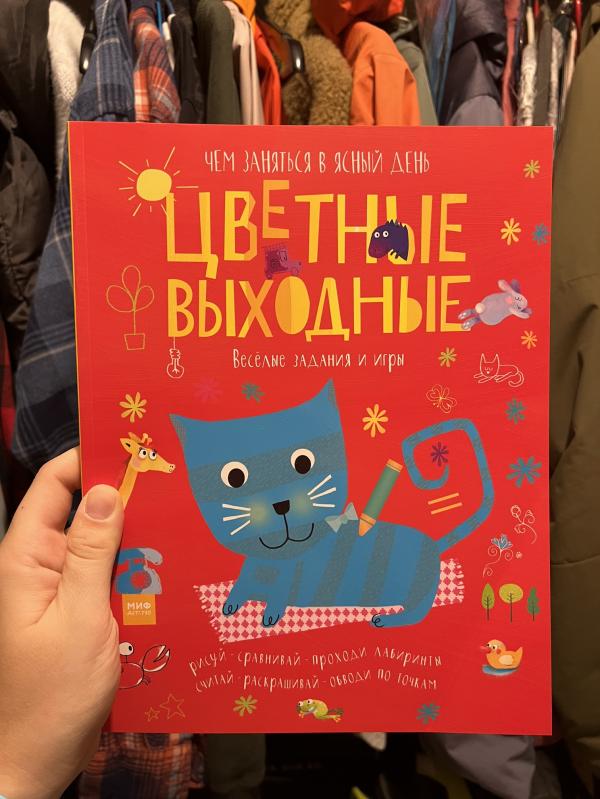 ЧЕМ ЗАНЯТЬСЯ В ЯСНЫЙ ДЕНЬ
ЦВЕТНЫЕ
ВЫХОДНЫЕ
ВЕСЁЛЫЕ ЗАДАНИЯ И ИГРЫ
МИФ
ДЕТСТВО
РИСУЙ - СРАВНИВАЙ - ПРОХОДИ ЛАБИРИНТЫ
СЧИТАЙ - РАСКРАШИВАЙ - ОБВОДИ ПО ТОЧКАМ